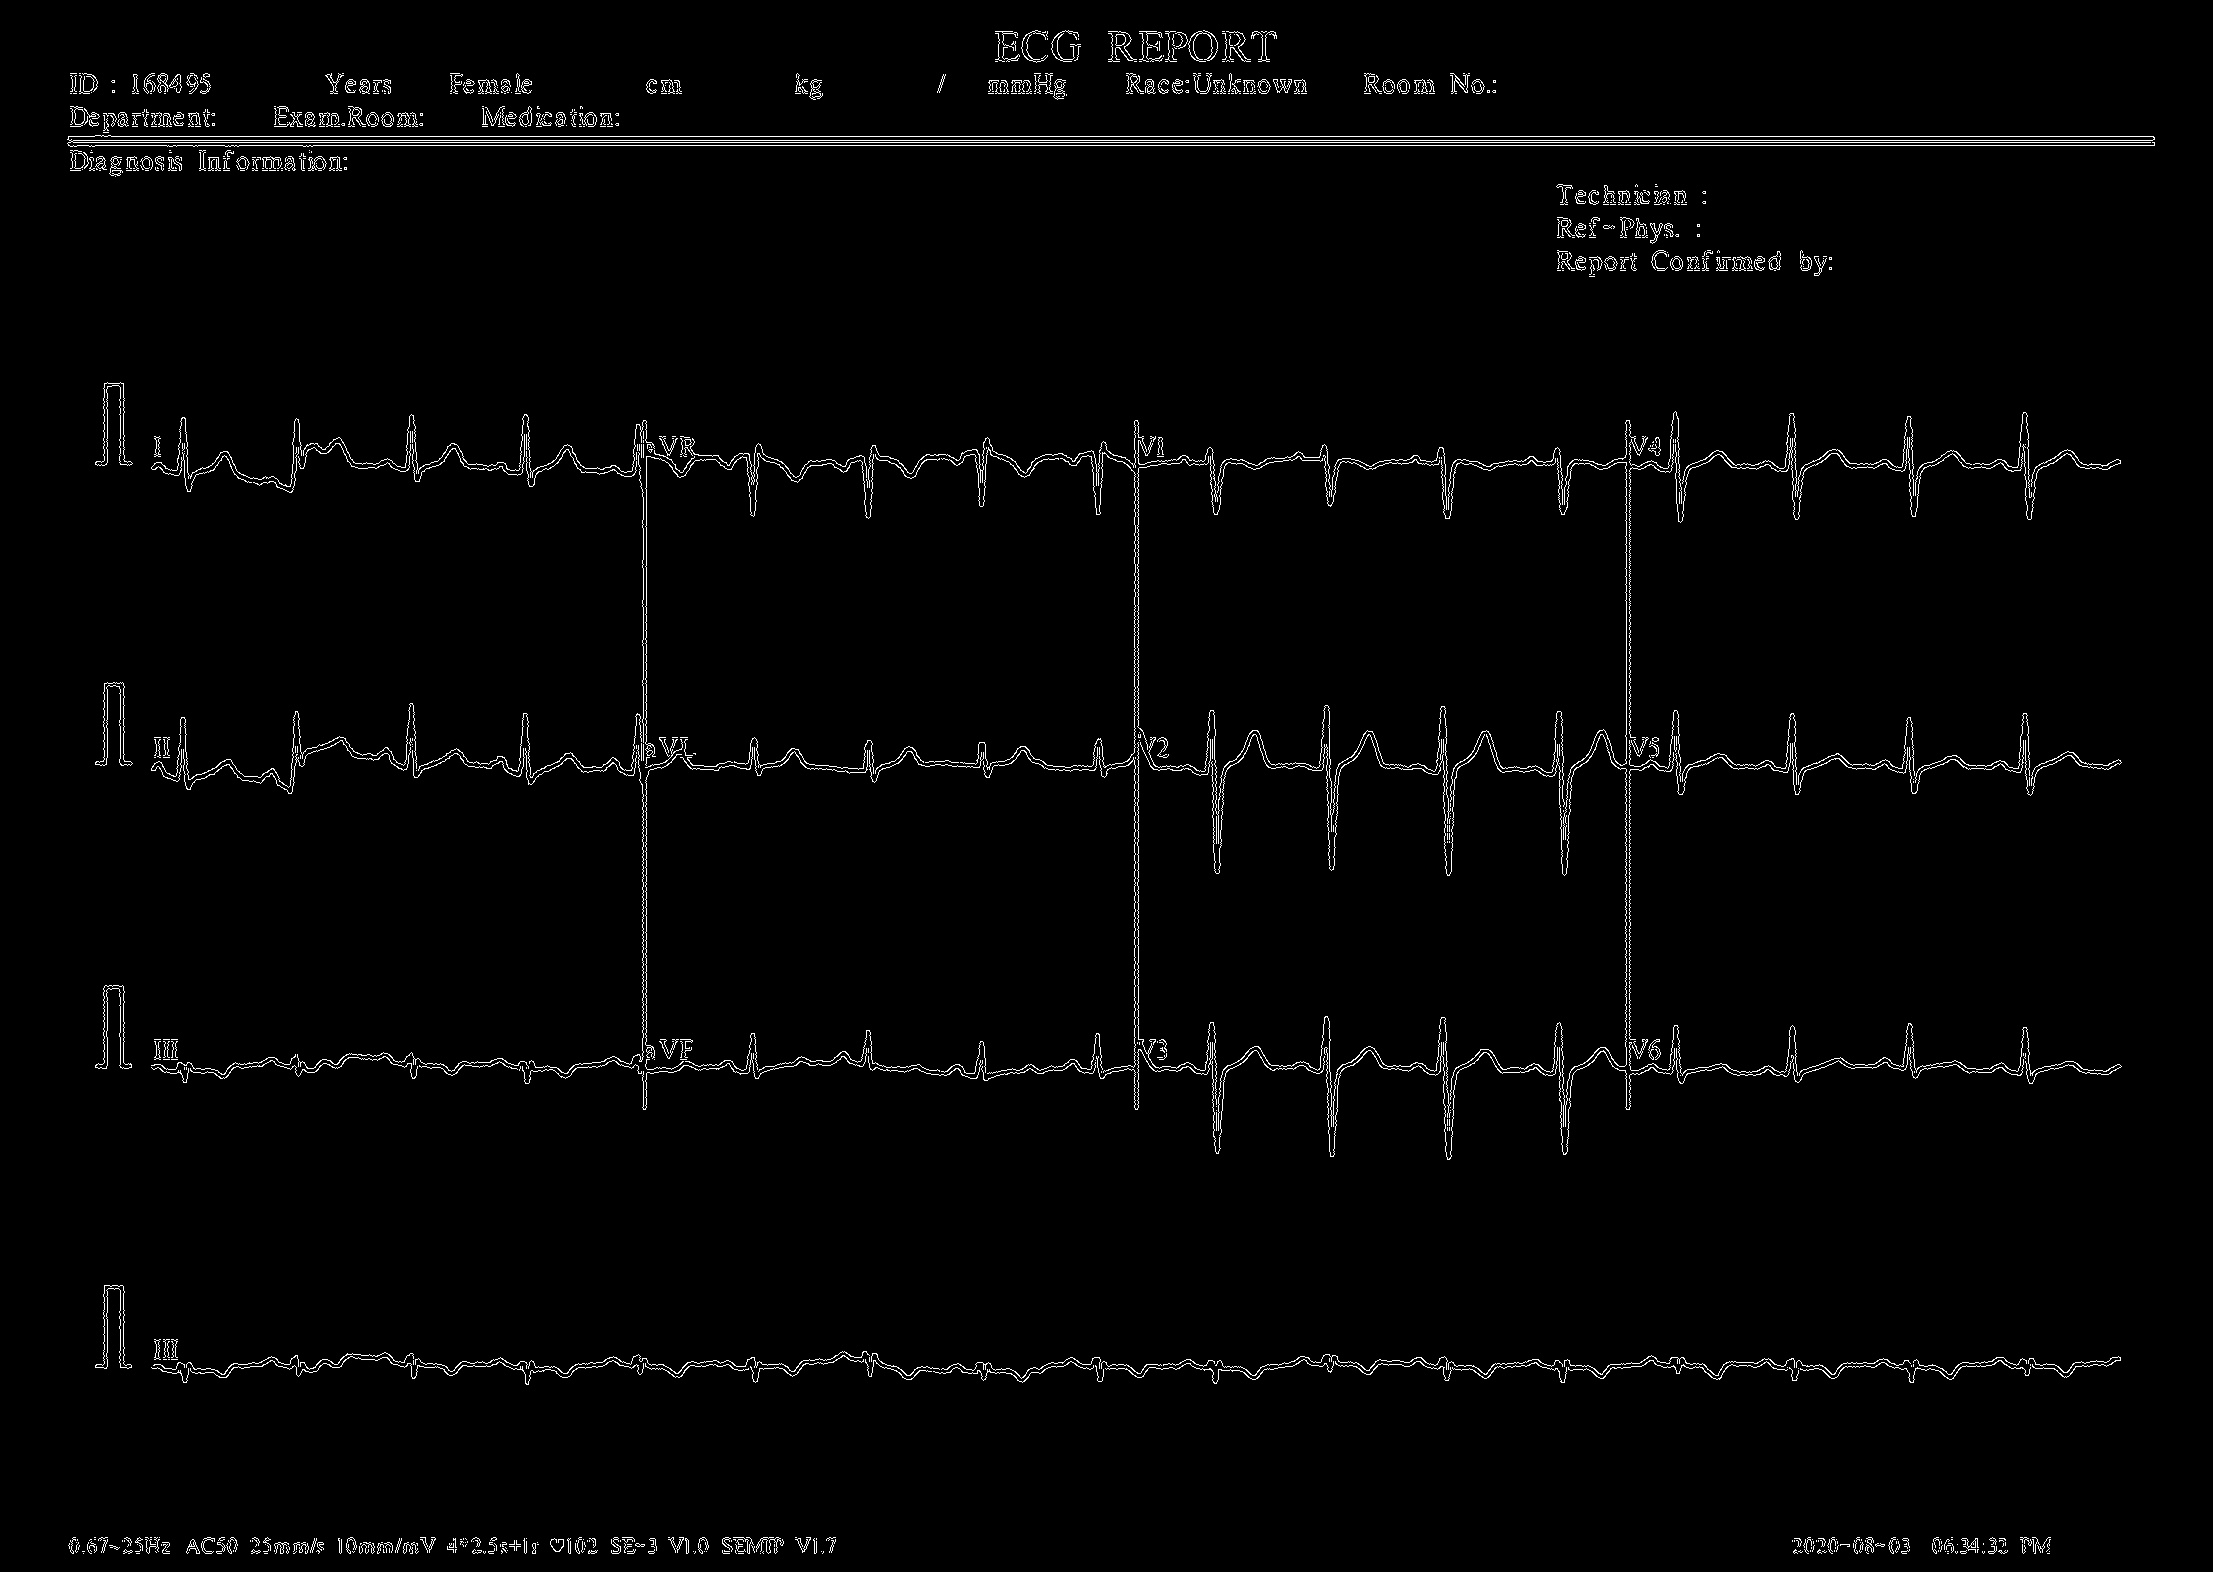 ECG REPORT
ID : 168495 Years Female cm kg / mmHg Race:Unknown Room No.:
Department: Exam.Room: Medication:
Diagnosis Information:
Technician :
Ref-Phys. :
Report Confirmed by:
I aVR V1 V4
II aVL V2 V5
III aVF V3 V6
III
0.67~25Hz AC50 25mm/s 10mm/mV 4*2.5s+1r ♡102 SE-3 V1.0 SEMIP V1.7
2020-08-03 06:34:32 PM